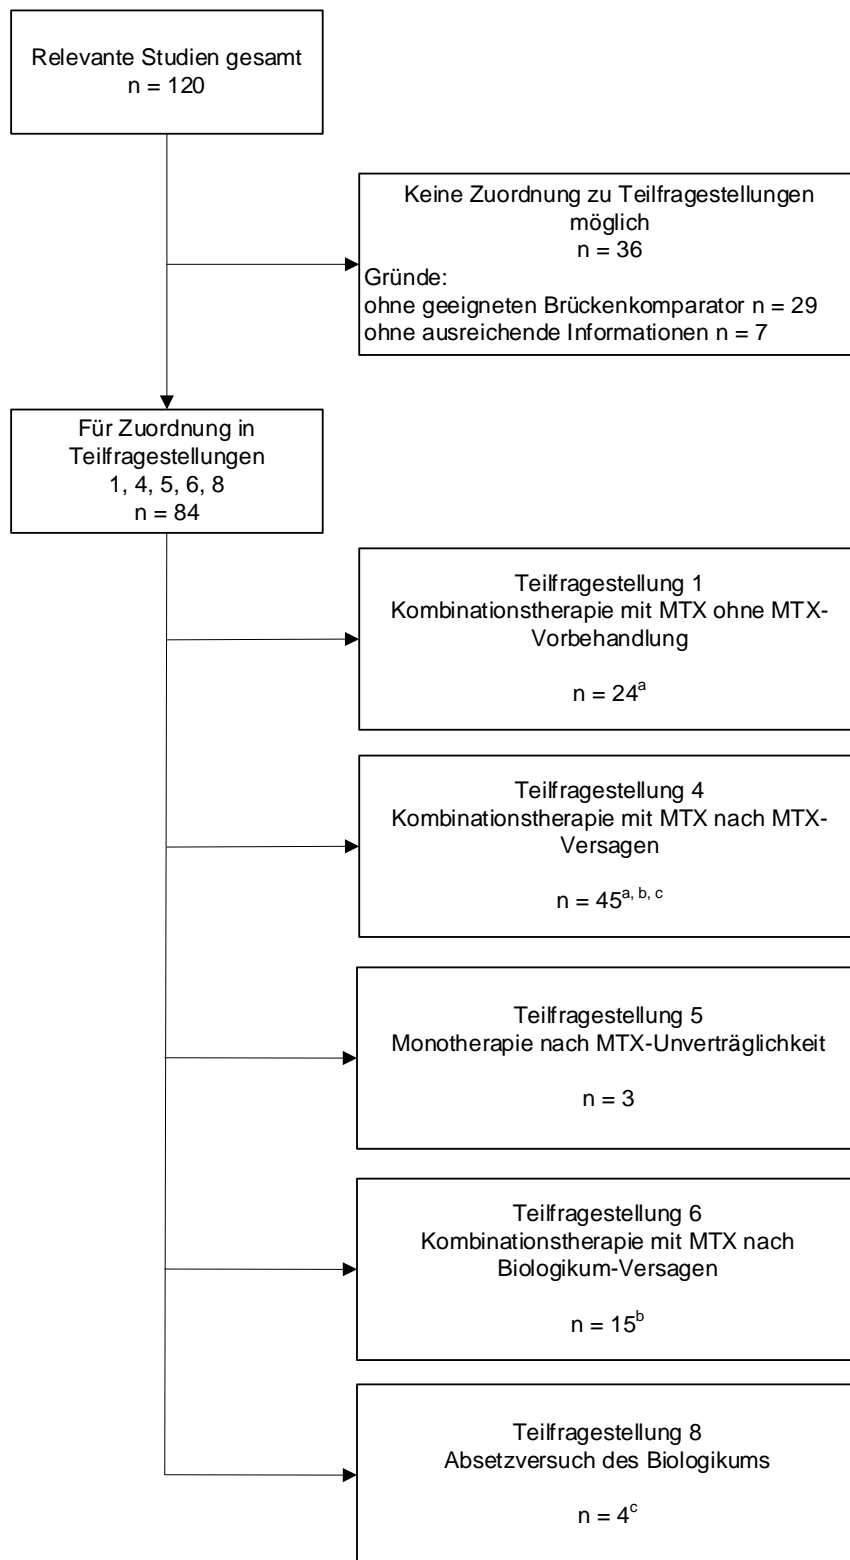 Relevante Studien gesamt
n = 120
Keine Zuordnung zu Teilfragestellungen
möglich
n = 36
Gründe:
ohne geeigneten Brückenkomparator n = 29
ohne ausreichende Informationen n = 7
Für Zuordnung in
Teilfragestellungen
1, 4, 5, 6, 8
n = 84
Teilfragestellung 1
Kombinationstherapie mit MTX ohne MTX-
Vorbehandlung
n = 24a
Teilfragestellung 4
Kombinationstherapie mit MTX nach MTX-
Versagen
n = 45a, b, c
Teilfragestellung 5
Monotherapie nach MTX-Unverträglichkeit
n = 3
Teilfragestellung 6
Kombinationstherapie mit MTX nach
Biologikum-Versagen
n = 15b
Teilfragestellung 8
Absetzversuch des Biologikums
n = 4c